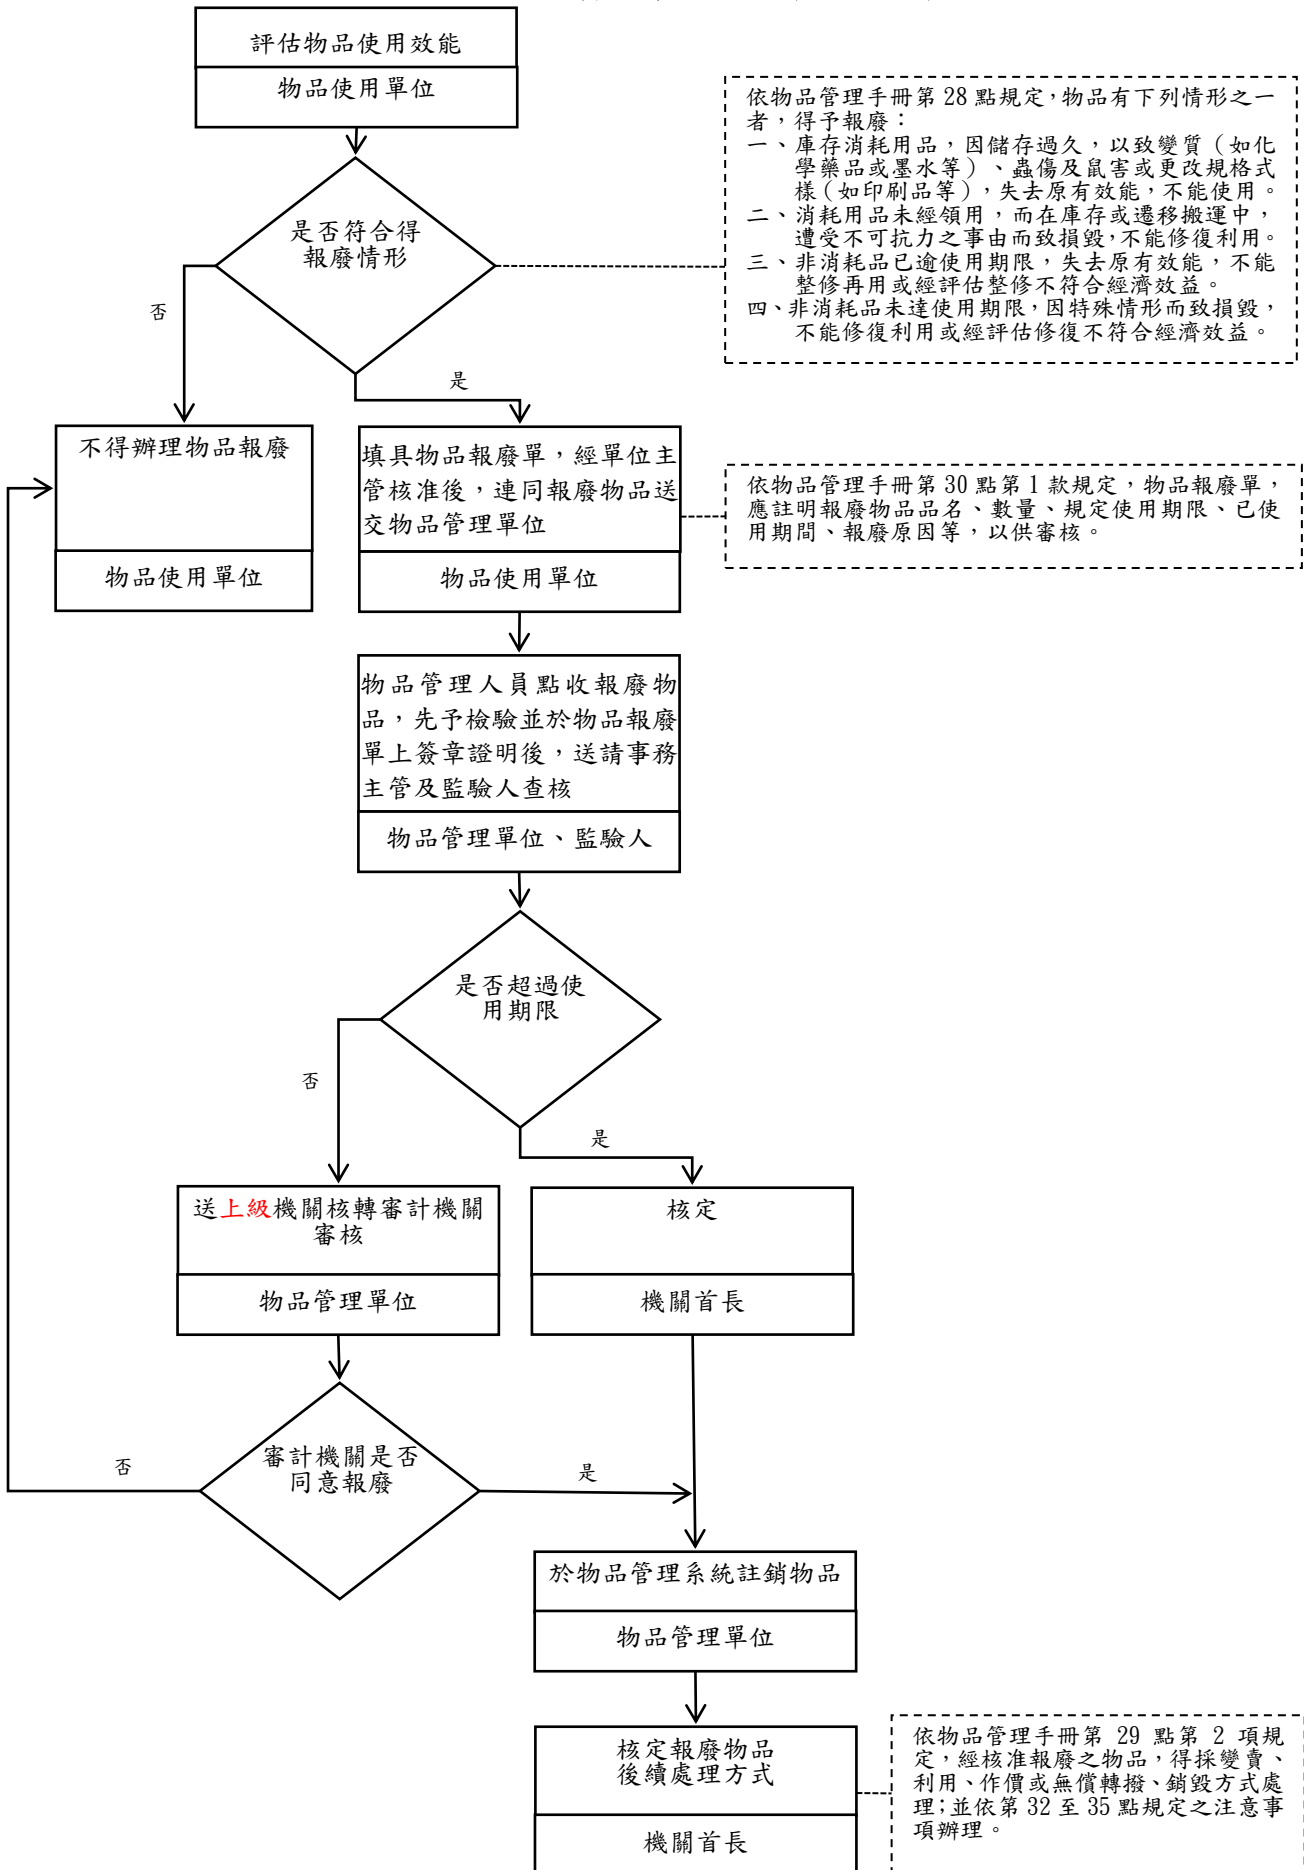 評估物品使用效能
物品使用單位
依物品管理手冊第 28 點規定,物品有下列情形之一
者,得予報廢:
一、庫存消耗用品,因儲存過久,以致變質(如化
學藥品或墨水等)、蟲傷及鼠害或更改規格式
樣(如印刷品等),失去原有效能,不能使用。
二、消耗用品未經領用,而在庫存或遷移搬運中,
遭受不可抗力之事由而致損毀,不能修復利用。
三、非消耗品已逾使用期限,失去原有效能,不能
整修再用或經評估整修不符合經濟效益。
四、非消耗品未達使用期限,因特殊情形而致損毀,
不能修復利用或經評估修復不符合經濟效益。
是否符合得
報廢情形
否
是
不得辦理物品報廢
物品使用單位
填具物品報廢單,經單位主
管核准後,連同報廢物品送
交物品管理單位
物品使用單位
依物品管理手冊第 30 點第 1 款規定,物品報廢單,
應註明報廢物品品名、數量、規定使用期限、已使
用期間、報廢原因等,以供審核。
物品管理人員點收報廢物
品,先予檢驗並於物品報廢
單上簽章證明後,送請事務
主管及監驗人查核
物品管理單位、監驗人
是否超過使
用期限
否
是
送上級機關核轉審計機關
審核
物品管理單位
核定
機關首長
審計機關是否
同意報廢
否
是
於物品管理系統註銷物品
物品管理單位
核定報廢物品
後續處理方式
機關首長
依物品管理手冊第 29 點第 2 項規
定,經核准報廢之物品,得採變賣、
利用、作價或無償轉撥、銷毀方式處
理;並依第 32 至 35 點規定之注意事
項辦理。